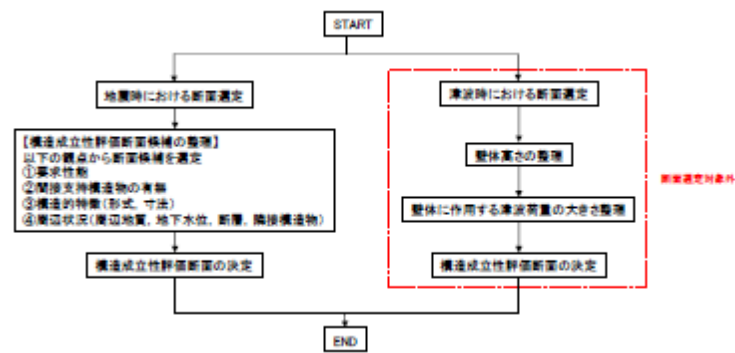 START
地震時における断面選定
【構造成立性評価断面候補の整理】
以下の観点から断面候補を選定
①要求性能
②間接支持構造物の有無
③構造的特徴(形式、寸法)
④周辺状況(周辺地質, 地下水位, 断層, 隣接構造物)
構造成立性評価断面の決定
津波時における断面選定
壁体高さの整理
壁体に作用する津波荷重の大きさ整理
構造成立性評価断面の決定
断面選定対象外
END